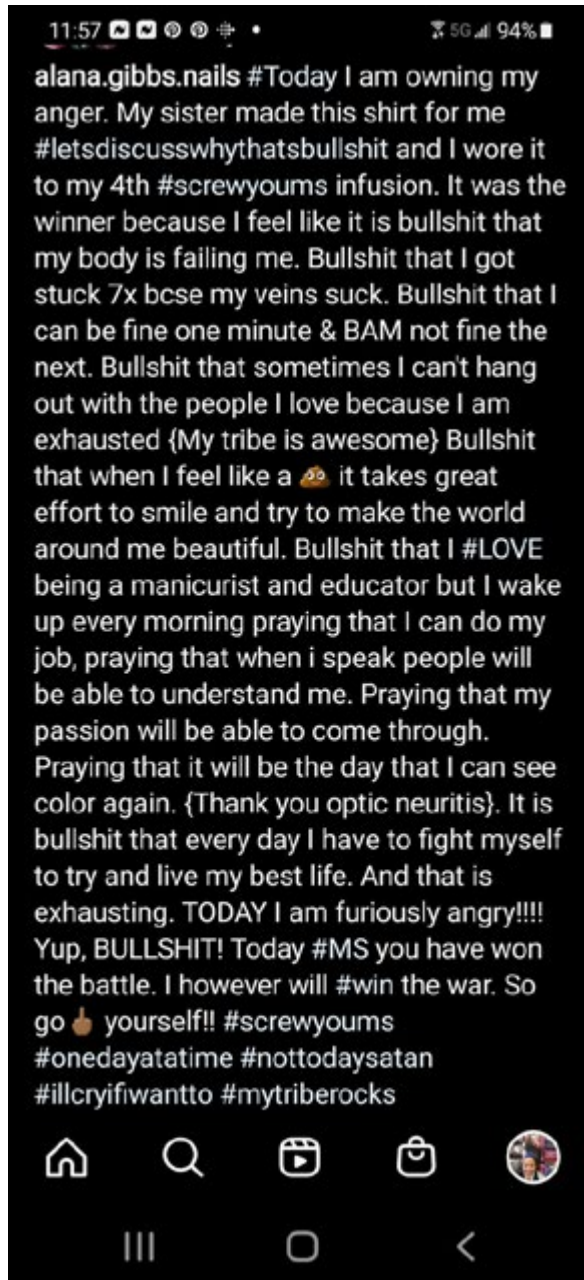 11:57 5G 94%
alana.gibbs.nails #Today I am owning my
anger. My sister made this shirt for me
#letsdiscusswhythatsbullshit and I wore it
to my 4th #screwyoums infusion. It was the
winner because I feel like it is bullshit that
my body is failing me. Bullshit that I got
stuck 7x bcse my veins suck. Bullshit that I
can be fine one minute & BAM not fine the
next. Bullshit that sometimes I can't hang
out with the people I love because I am
exhausted {My tribe is awesome} Bullshit
that when I feel like a 💩 it takes great
effort to smile and try to make the world
around me beautiful. Bullshit that I #LOVE
being a manicurist and educator but I wake
up every morning praying that I can do my
job, praying that when i speak people will
be able to understand me. Praying that my
passion will be able to come through.
Praying that it will be the day that I can see
color again. {Thank you optic neuritis}. It is
bullshit that every day I have to fight myself
to try and live my best life. And that is
exhausting. TODAY I am furiously angry!!!!
Yup, BULLSHIT! Today #MS you have won
the battle. I however will #win the war. So
go 🖕🏾 yourself!! #screwyoums
#onedayatatime #nottodaysatan
#illcryifiwantto #mytriberocks